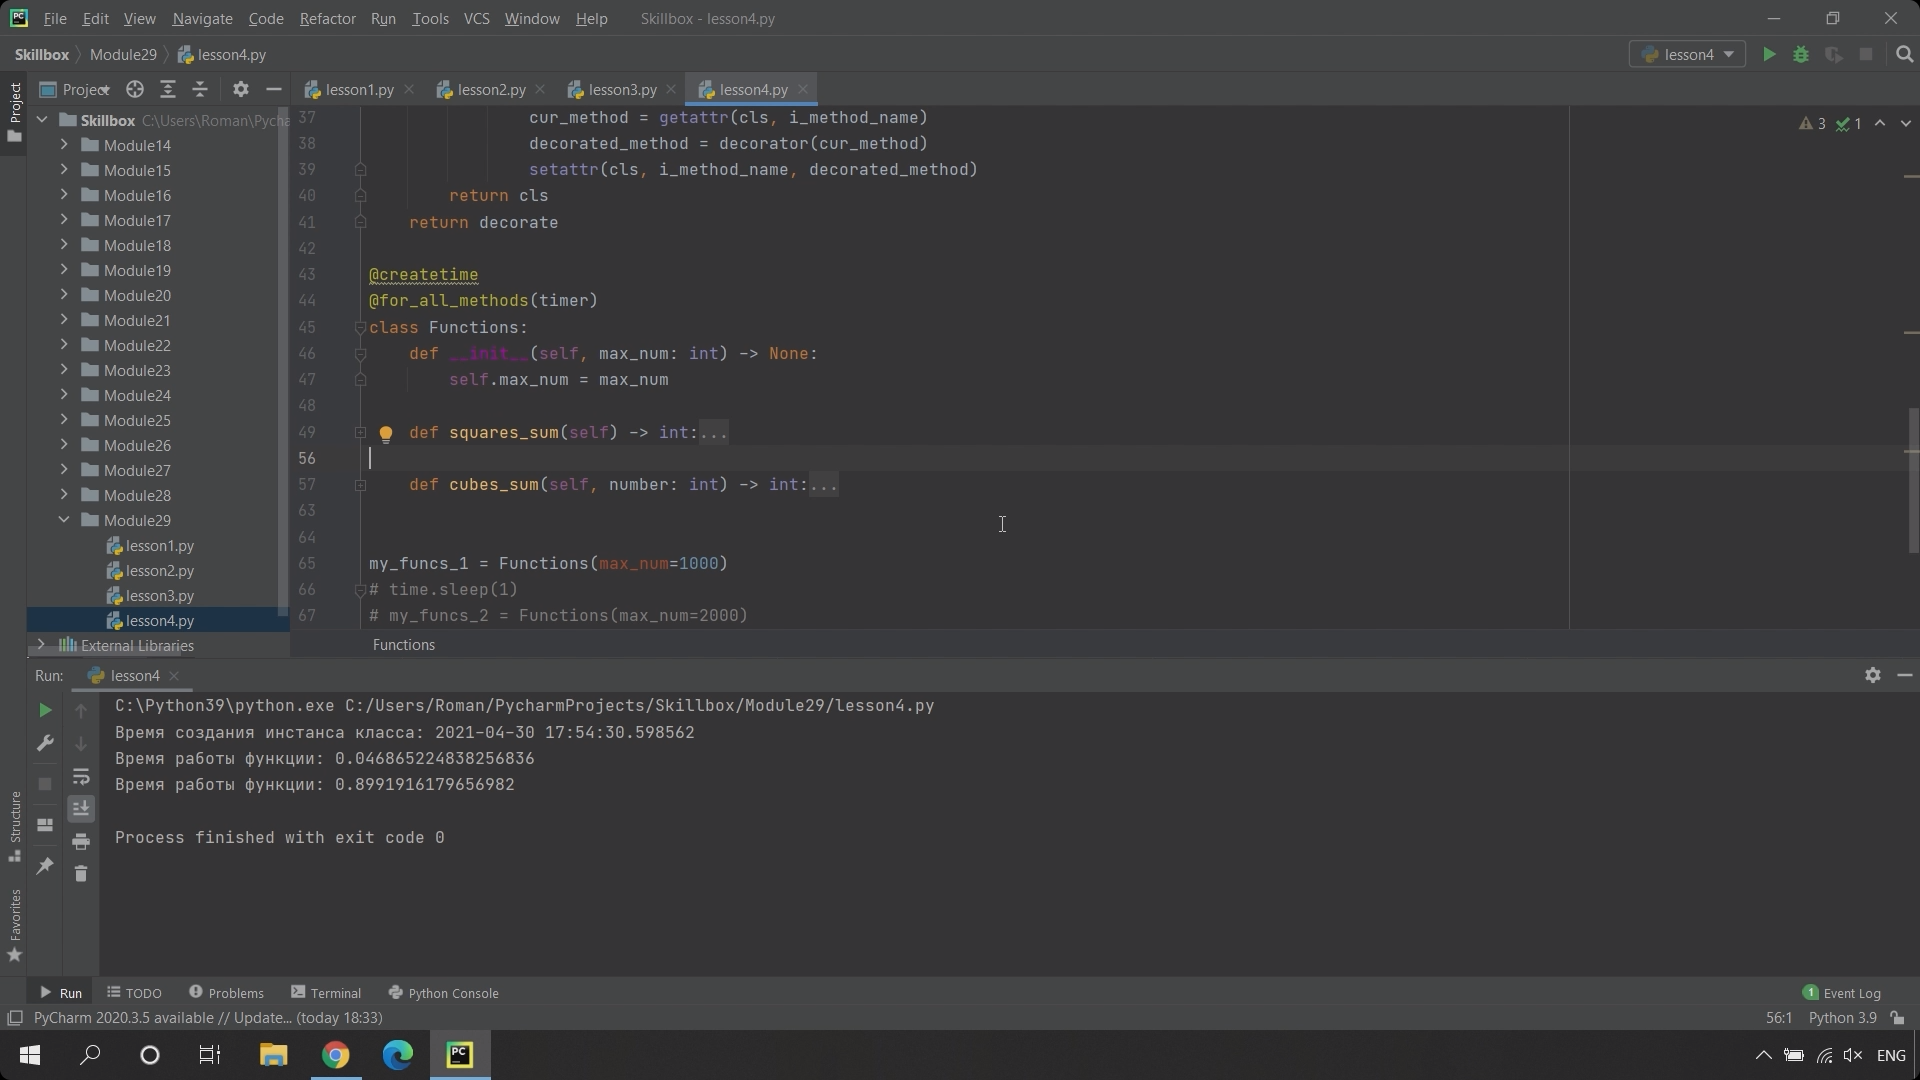 File Edit View Navigate Code Refactor Run Tools VCS Window Help Skillbox - lesson4.py
Skillbox Module29 lesson4.py lesson4
Project lesson1.py lesson2.py lesson3.py lesson4.py
Project
Skillbox C:\Users\Roman\Pycha
Module14
Module15
Module16
Module17
Module18
Module19
Module20
Module21
Module22
Module23
Module24
Module25
Module26
Module27
Module28
Module29
lesson1.py
lesson2.py
lesson3.py
lesson4.py
External Libraries
3 1
37 cur_method = getattr(cls, i_method_name)
38 decorated_method = decorator(cur_method)
39 setattr(cls, i_method_name, decorated_method)
40 return cls
41 return decorate
42
43 @createtime
44 @for_all_methods(timer)
45 class Functions:
46 def __init__(self, max_num: int) -> None:
47 self.max_num = max_num
48
49 def squares_sum(self) -> int:...
56
57 def cubes_sum(self, number: int) -> int:...
63
64
65 my_funcs_1 = Functions(max_num=1000)
66 # time.sleep(1)
67 # my_funcs_2 = Functions(max_num=2000)
Functions
Run: lesson4
C:\Python39\python.exe C:/Users/Roman/PycharmProjects/Skillbox/Module29/lesson4.py
Время создания инстанса класса: 2021-04-30 17:54:30.598562
Время работы функции: 0.046865224838256836
Время работы функции: 0.8991916179656982
Process finished with exit code 0
Structure
Favorites
Run TODO Problems Terminal Python Console 1 Event Log
PyCharm 2020.3.5 available // Update... (today 18:33) 56:1 Python 3.9
PC ENG